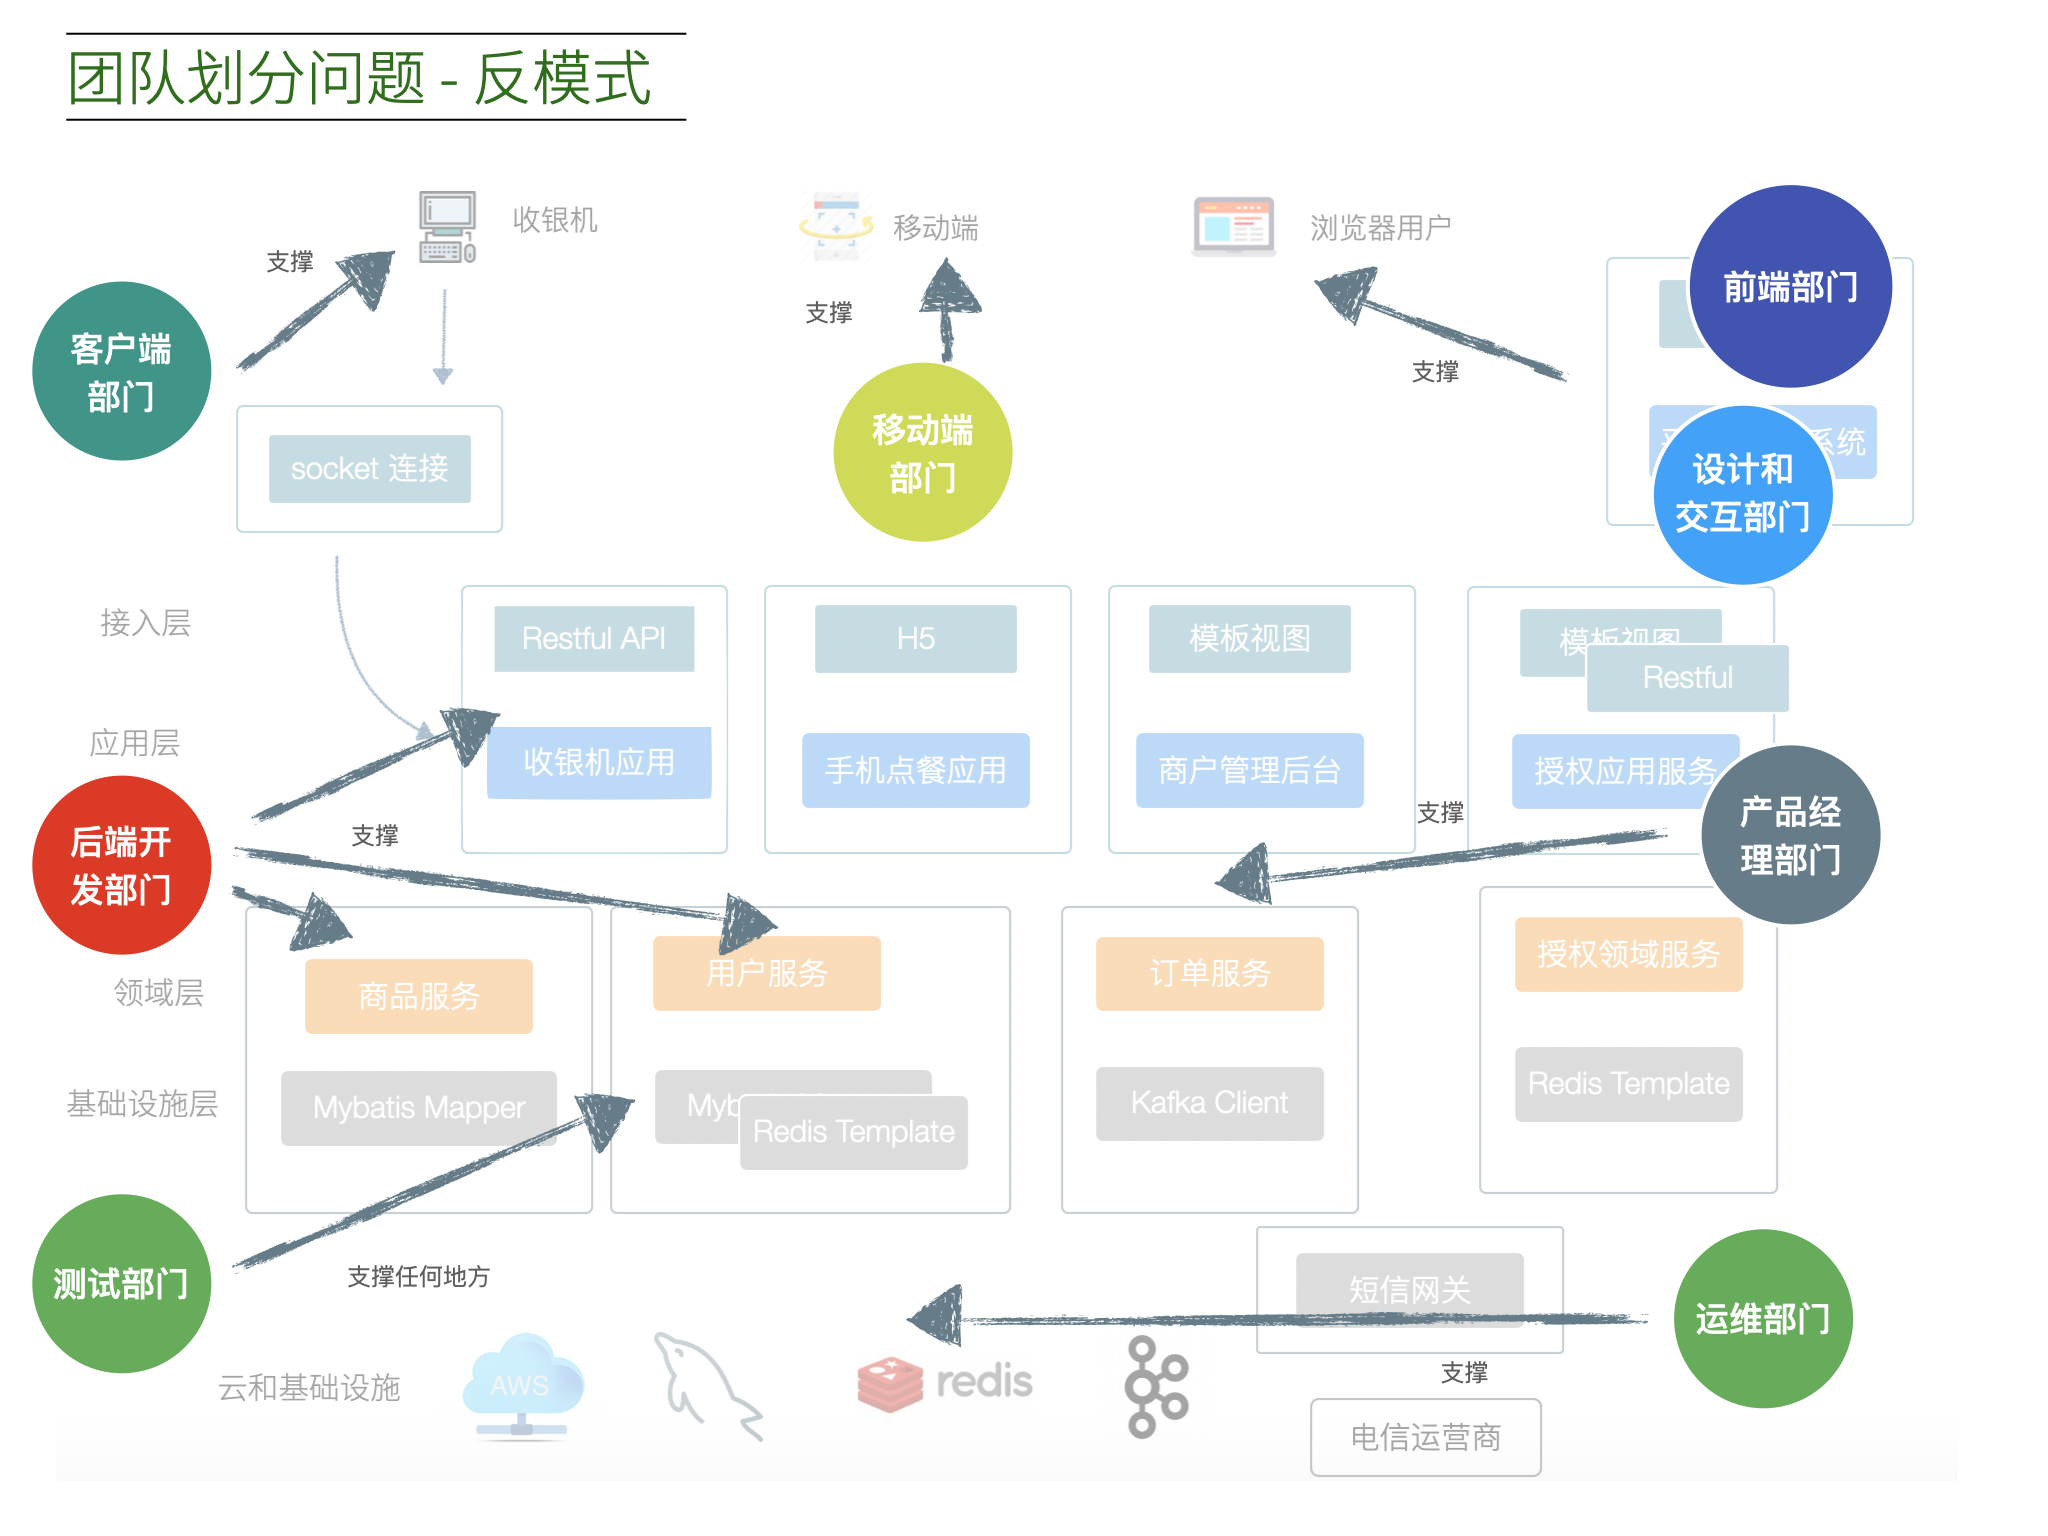 团队划分问题 - 反模式
收银机
移动端
浏览器用户
支撑
支撑
支撑
前端部门
客户端
部门
移动端
部门
系统
设计和
交互部门
socket 连接
接入层
Restful API
H5
模板视图
模板视图
Restful
应用层
收银机应用
手机点餐应用
商户管理后台
授权应用服务
支撑
支撑
产品经
理部门
后端开
发部门
领域层
商品服务
用户服务
订单服务
授权领域服务
基础设施层
Mybatis Mapper
Myb
Redis Template
Kafka Client
Redis Template
测试部门
支撑任何地方
短信网关
运维部门
支撑
云和基础设施
AWS
redis
电信运营商